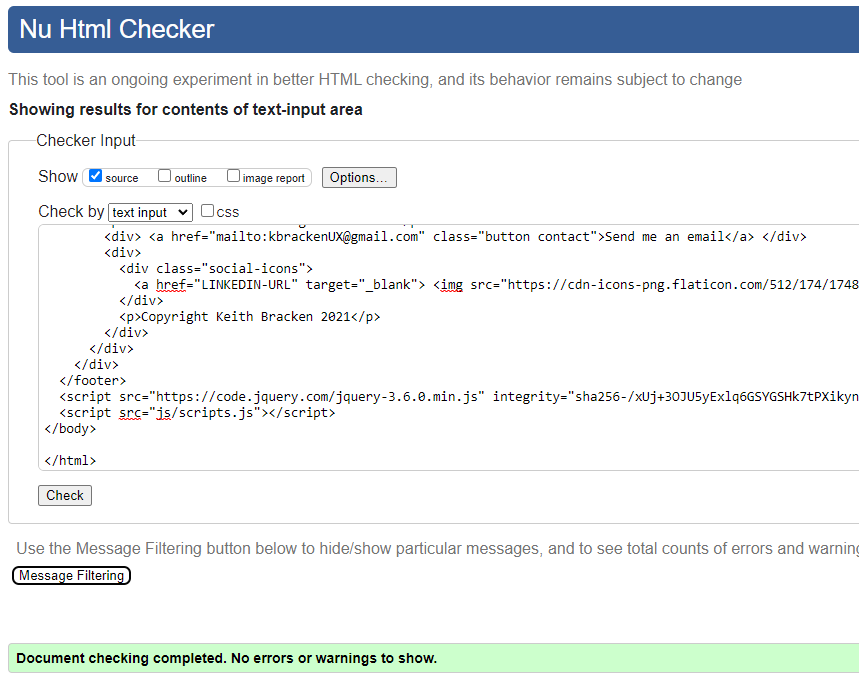 Nu Html Checker
This tool is an ongoing experiment in better HTML checking, and its behavior remains subject to change
Showing results for contents of text-input area
Checker Input
Show source outline image report Options...
Check by text input css
<div> <a href="mailto:kbrackenUX@gmail.com" class="button contact">Send me an email</a> </div>
<div>
<div class="social-icons">
<a href="LINKEDIN-URL" target="_blank"> <img src="https://cdn-icons-png.flaticon.com/512/174/1748
</div>
<p>Copyright Keith Bracken 2021</p>
</div>
</div>
</div>
</footer>
<script src="https://code.jquery.com/jquery-3.6.0.min.js" integrity="sha256-/xUj+3OJU5yExlq6GSYGSHk7tPXikyn
<script src="js/scripts.js"></script>
</body>
</html>
Check
Use the Message Filtering button below to hide/show particular messages, and to see total counts of errors and warning
Message Filtering
Document checking completed. No errors or warnings to show.